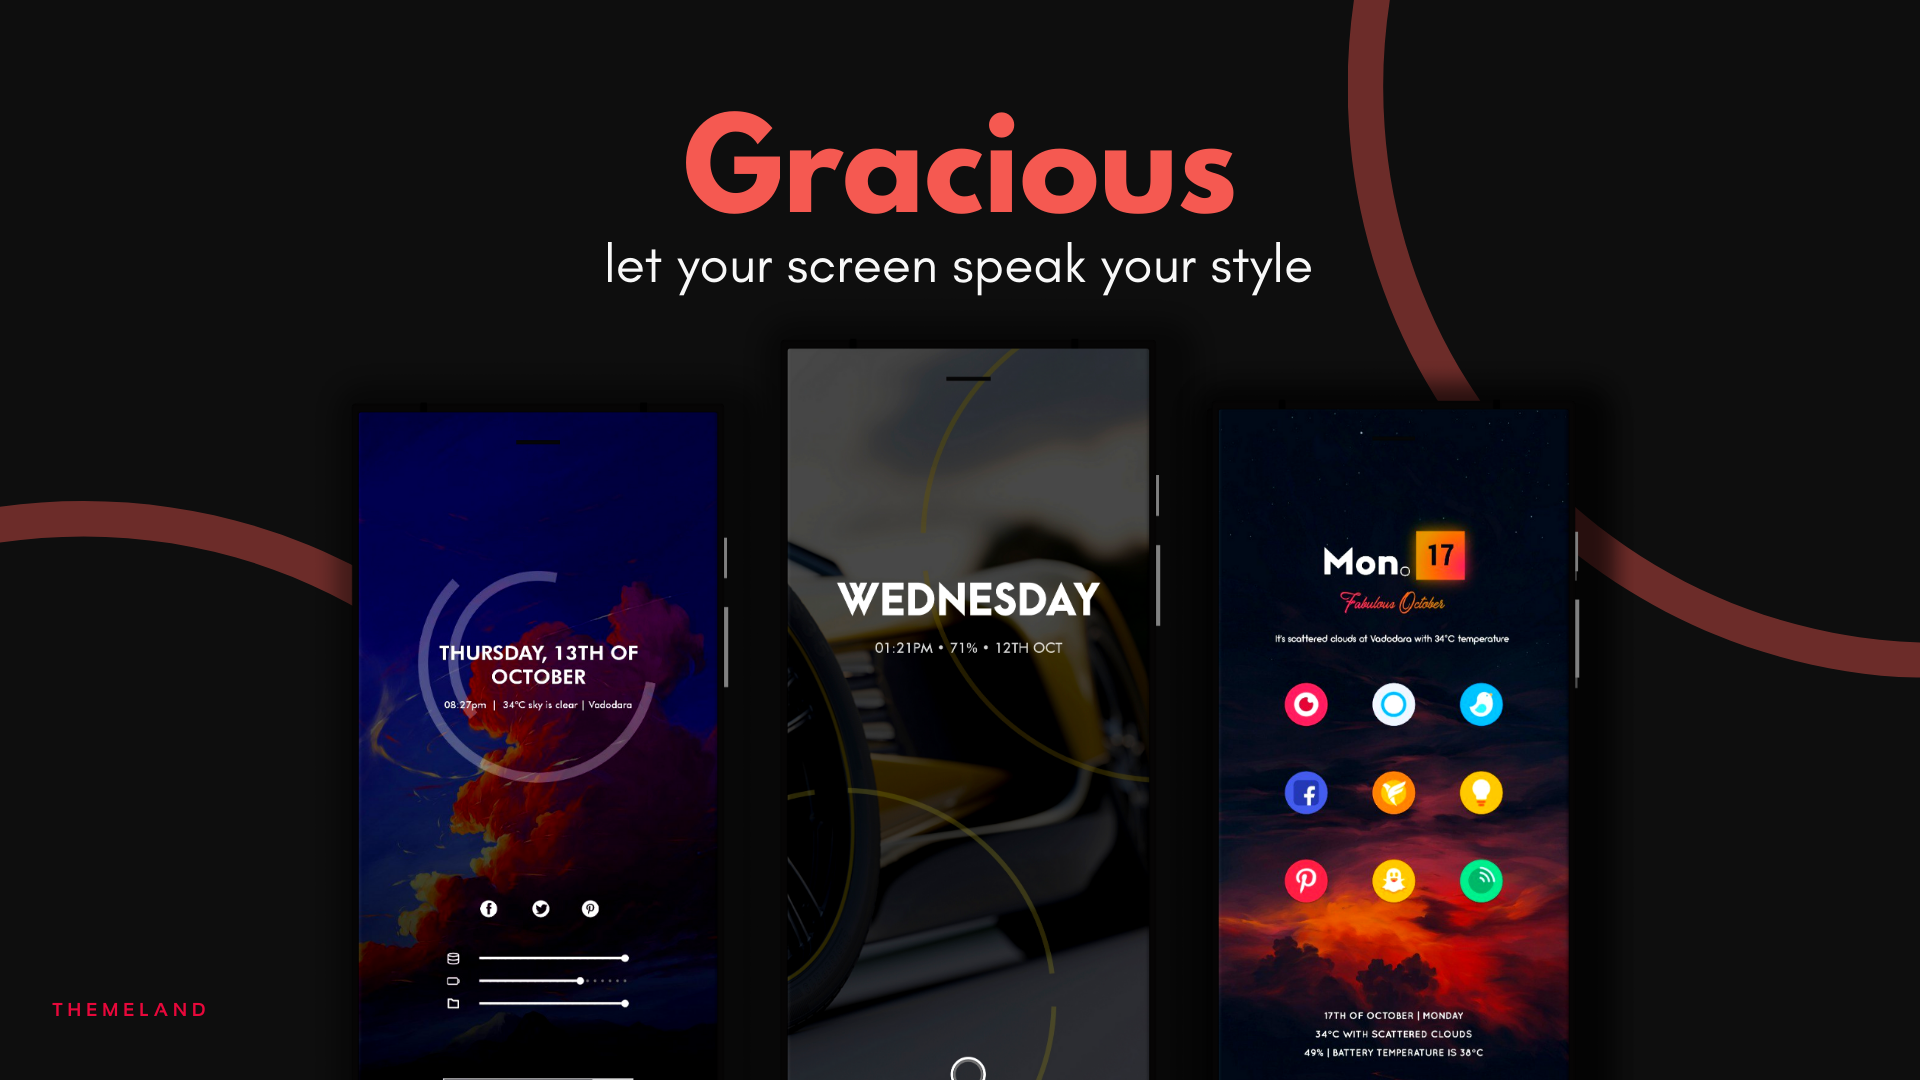 Gracious
let your screen speak your style
THURSDAY, 13TH OF
OCTOBER
08:27pm | 34°C sky is clear | Vadodara
WEDNESDAY
01:21PM • 71% • 12TH OCT
Mon.
17
Fabulous October
It's scattered clouds at Vadodara with 34°C temperature
17TH OF OCTOBER | MONDAY
34°C WITH SCATTERED CLOUDS
49% | BATTERY TEMPERATURE IS 38°C
THEMELAND